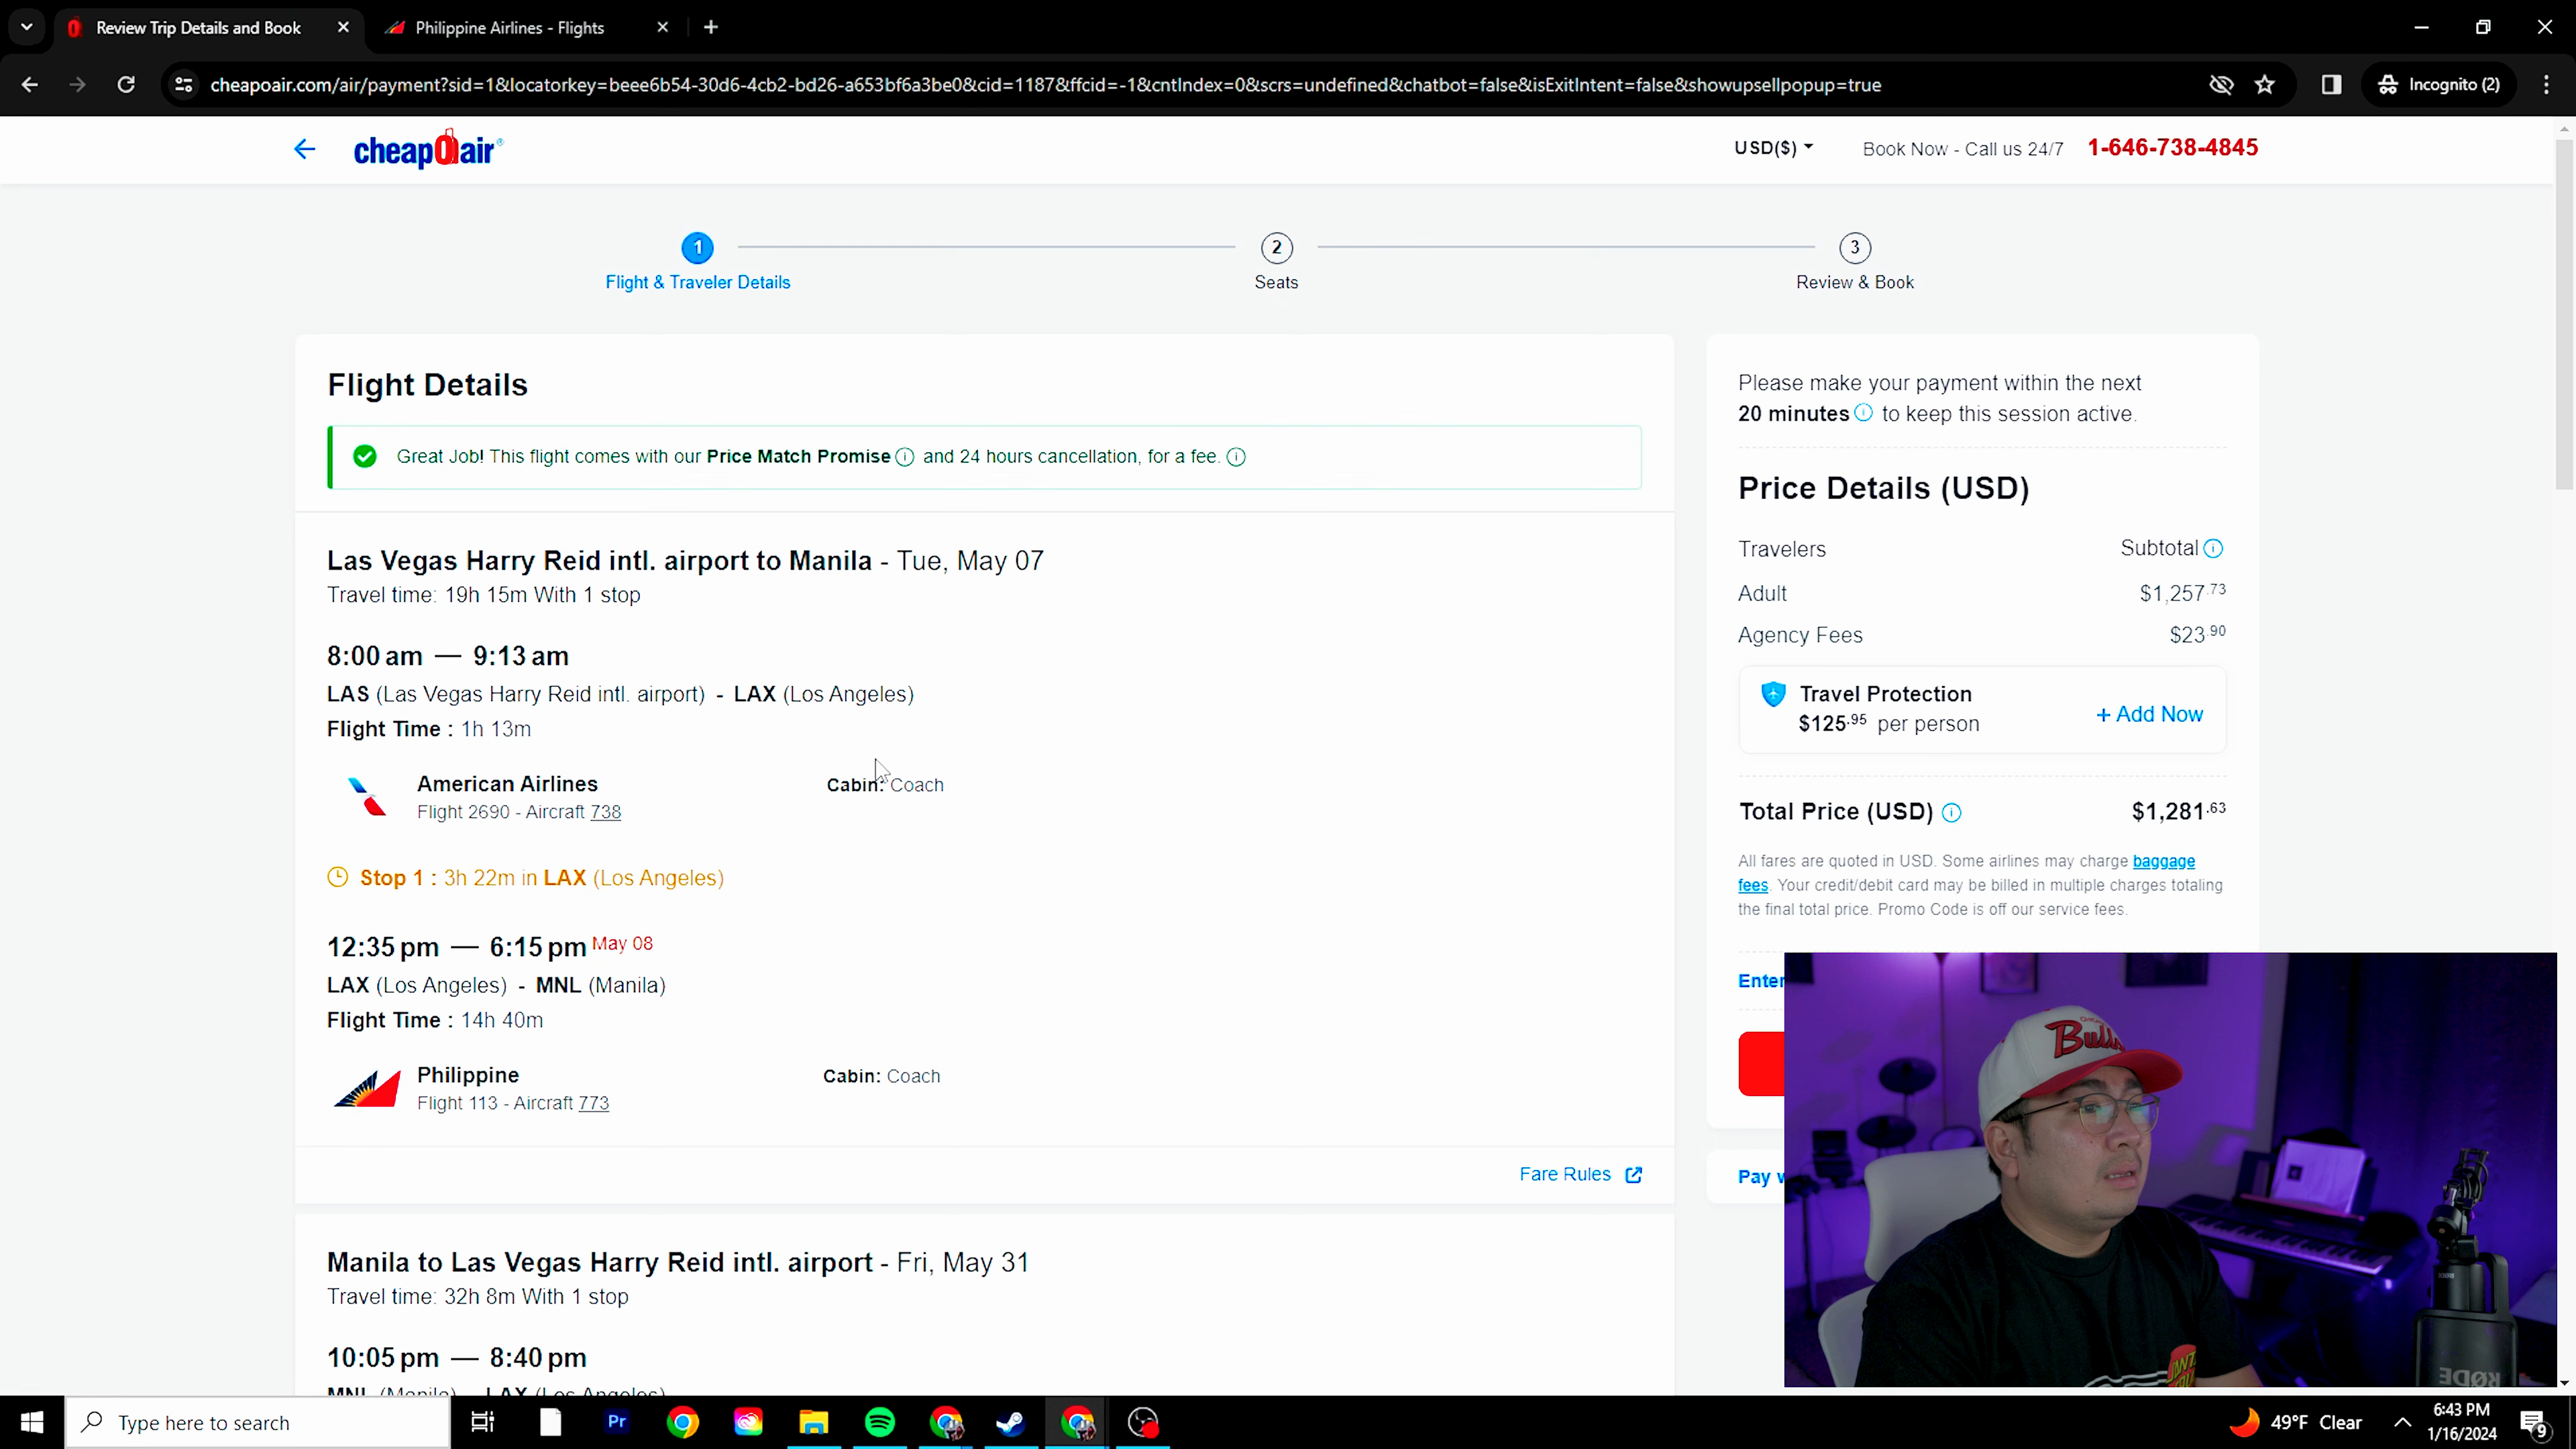 Review Trip Details and Book
Philippine Airlines - Flights
cheapoair.com/air/payment?sid=1&locatorkey=beee6b54-30d6-4cb2-bd26-a653bf6a3be0&cid=1187&ffcid=-1&cntIndex=0&scrs=undefined&chatbot=false&isExitIntent=false&showupsellpopup=true
Incognito (2)
cheapOair®
USD($)
Book Now - Call us 24/7
1-646-738-4845
1
2
3
Flight & Traveler Details
Seats
Review & Book
Flight Details
Great Job! This flight comes with our Price Match Promise and 24 hours cancellation, for a fee.
Las Vegas Harry Reid intl. airport to Manila - Tue, May 07
Travel time: 19h 15m With 1 stop
8:00 am — 9:13 am
LAS (Las Vegas Harry Reid intl. airport) - LAX (Los Angeles)
Flight Time : 1h 13m
American Airlines
Flight 2690 - Aircraft 738
Cabin: Coach
Stop 1 : 3h 22m in LAX (Los Angeles)
12:35 pm — 6:15 pm May 08
LAX (Los Angeles) - MNL (Manila)
Flight Time : 14h 40m
Philippine
Flight 113 - Aircraft 773
Cabin: Coach
Fare Rules
Manila to Las Vegas Harry Reid intl. airport - Fri, May 31
Travel time: 32h 8m With 1 stop
10:05 pm — 8:40 pm
MNL (Manila) LAX (Los Angeles)
Please make your payment within the next
20 minutes to keep this session active.
Price Details (USD)
Travelers Subtotal
Adult $1,257.73
Agency Fees $23.90
Travel Protection
$125.95 per person
+ Add Now
Total Price (USD) $1,281.63
All fares are quoted in USD. Some airlines may charge baggage
fees. Your credit/debit card may be billed in multiple charges totaling
the final total price. Promo Code is off our service fees.
Enter
Pay
Bulls
RØDE
Type here to search
Pr
49°F Clear
6:43 PM
1/16/2024
9